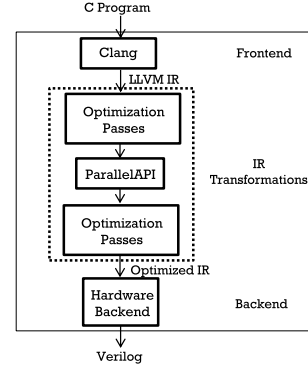 C Program
Clang
Frontend
LLVM IR
Optimization
Passes
ParallelAPI
IR
Transformations
Optimization
Passes
Optimized IR
Hardware
Backend
Backend
Verilog